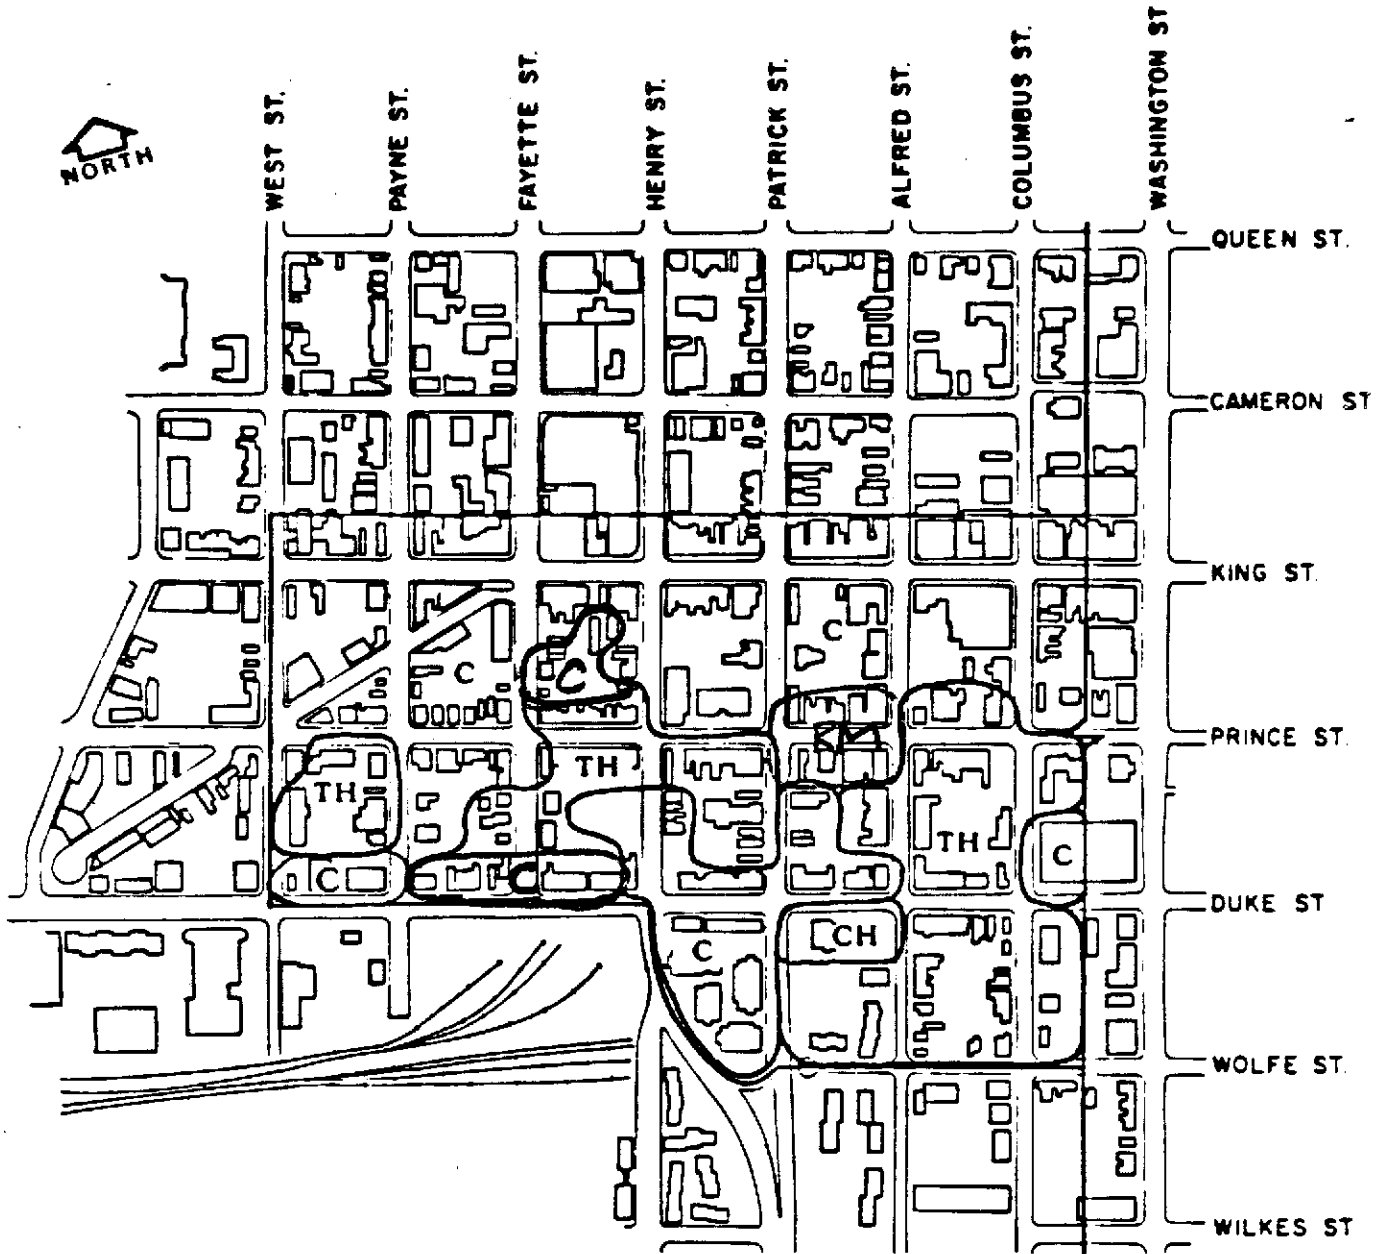 NORTH
WEST ST.
PAYNE ST.
FAYETTE ST.
HENRY ST.
PATRICK ST.
ALFRED ST.
COLUMBUS ST.
WASHINGTON ST
QUEEN ST.
CAMERON ST
KING ST.
C
C
C
PRINCE ST.
TH
TH
TH
C
C
DUKE ST
CH
C
WOLFE ST.
WILKES ST